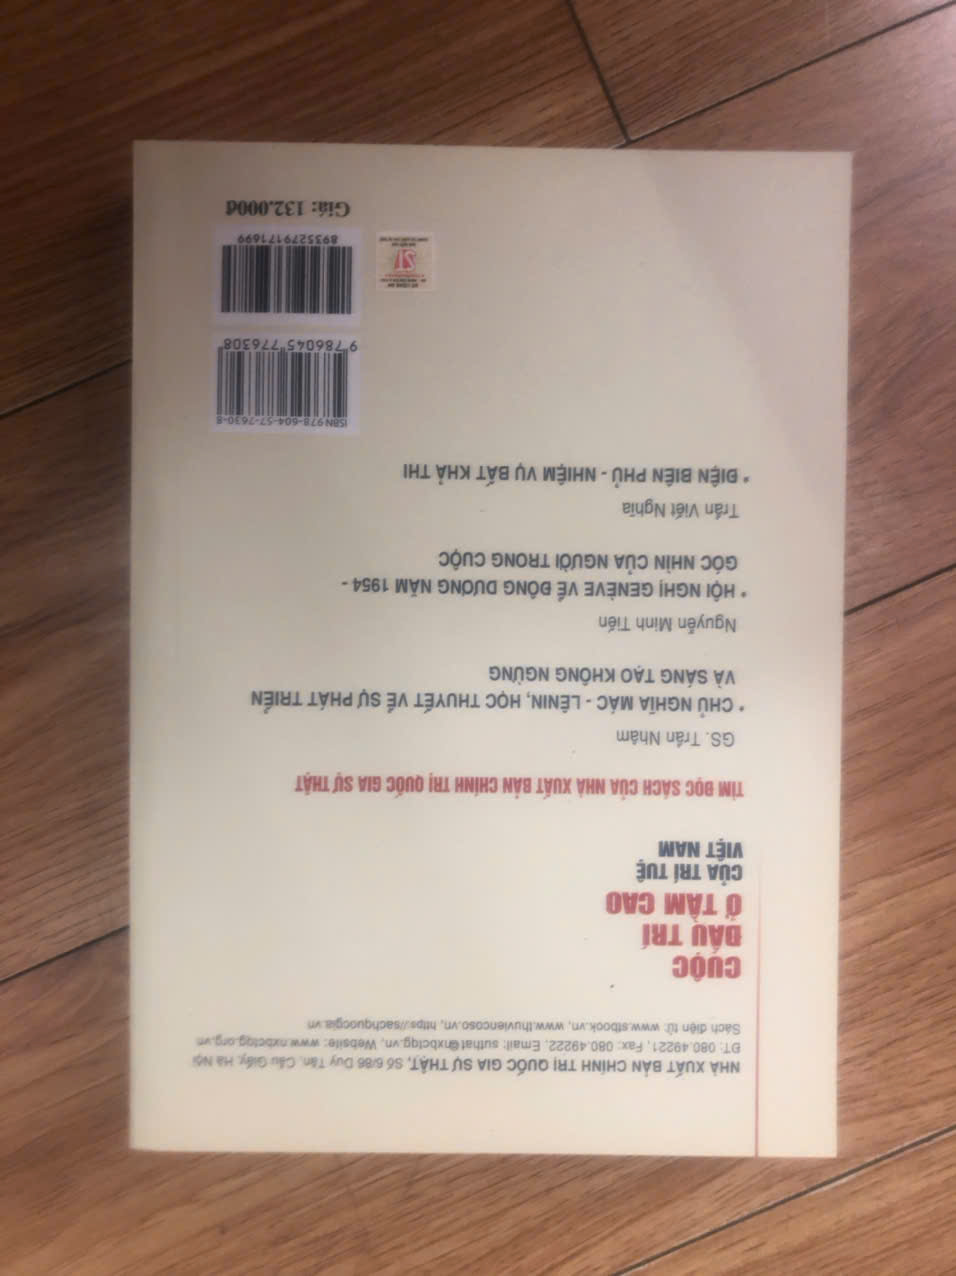 NHÀ XUẤT BẢN CHÍNH TRỊ QUỐC GIA SỰ THẬT, Số 6/86 Duy Tân, Cầu Giấy, Hà Nội
ĐT: 080.49221, Fax: 080.49222, Email: suthat@nxbctqg.vn, Website: www.nxbctqg.org.vn
Sách điện tử: www.stbook.vn, www.thuviencoso.vn, https://sachquocgia.vn
CUỘC
ĐẤU TRÍ
Ở TẦM CAO
CỦA TRÍ TUỆ
VIỆT NAM
TÌM ĐỌC SÁCH CỦA NHÀ XUẤT BẢN CHÍNH TRỊ QUỐC GIA SỰ THẬT
GS. Trần Nhâm
* CHỦ NGHĨA MÁC - LÊNIN, HỌC THUYẾT VỀ SỰ PHÁT TRIỂN
VÀ SÁNG TẠO KHÔNG NGỪNG
Nguyễn Minh Tiến
* HỘI NGHỊ GENÈVE VỀ ĐÔNG DƯƠNG NĂM 1954 -
GÓC NHÌN CỦA NGƯỜI TRONG CUỘC
Trần Viết Nghĩa
* ĐIỆN BIÊN PHỦ - NHIỆM VỤ BẤT KHẢ THI
ISBN 978-604-57-7630-8
9 786045 776308
8935279171699
ST
Giá: 132.000đ